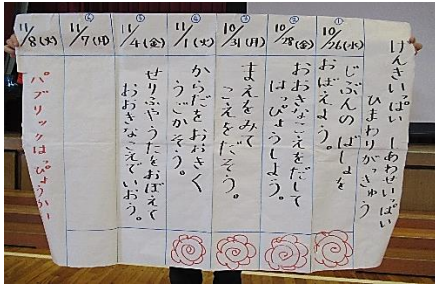 げんきいっぱい しあわせいっぱい
ひまわりがっきゅう
①
10/26(水)
じぶんのばしょを
おぼえよう。
②
10/28(金)
おおきなこえをだして
はっぴょうしよう。
③
10/31(月)
まえをみて
こえをだそう。
④
11/1(火)
からだをおおきく
うごかそう。
⑤
11/4(金)
せりふやうたをおぼえて
おおきなこえでいおう。
⑥
11/7(月)
11/8(火)
パブリックはっぴょうかい